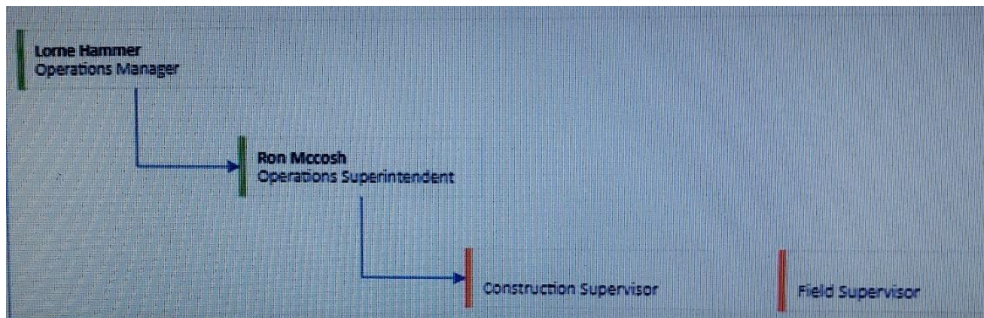 Lorne Hammer
Operations Manager
Ron Mccosh
Operations Superintendent
Construction Supervisor
Field Supervisor